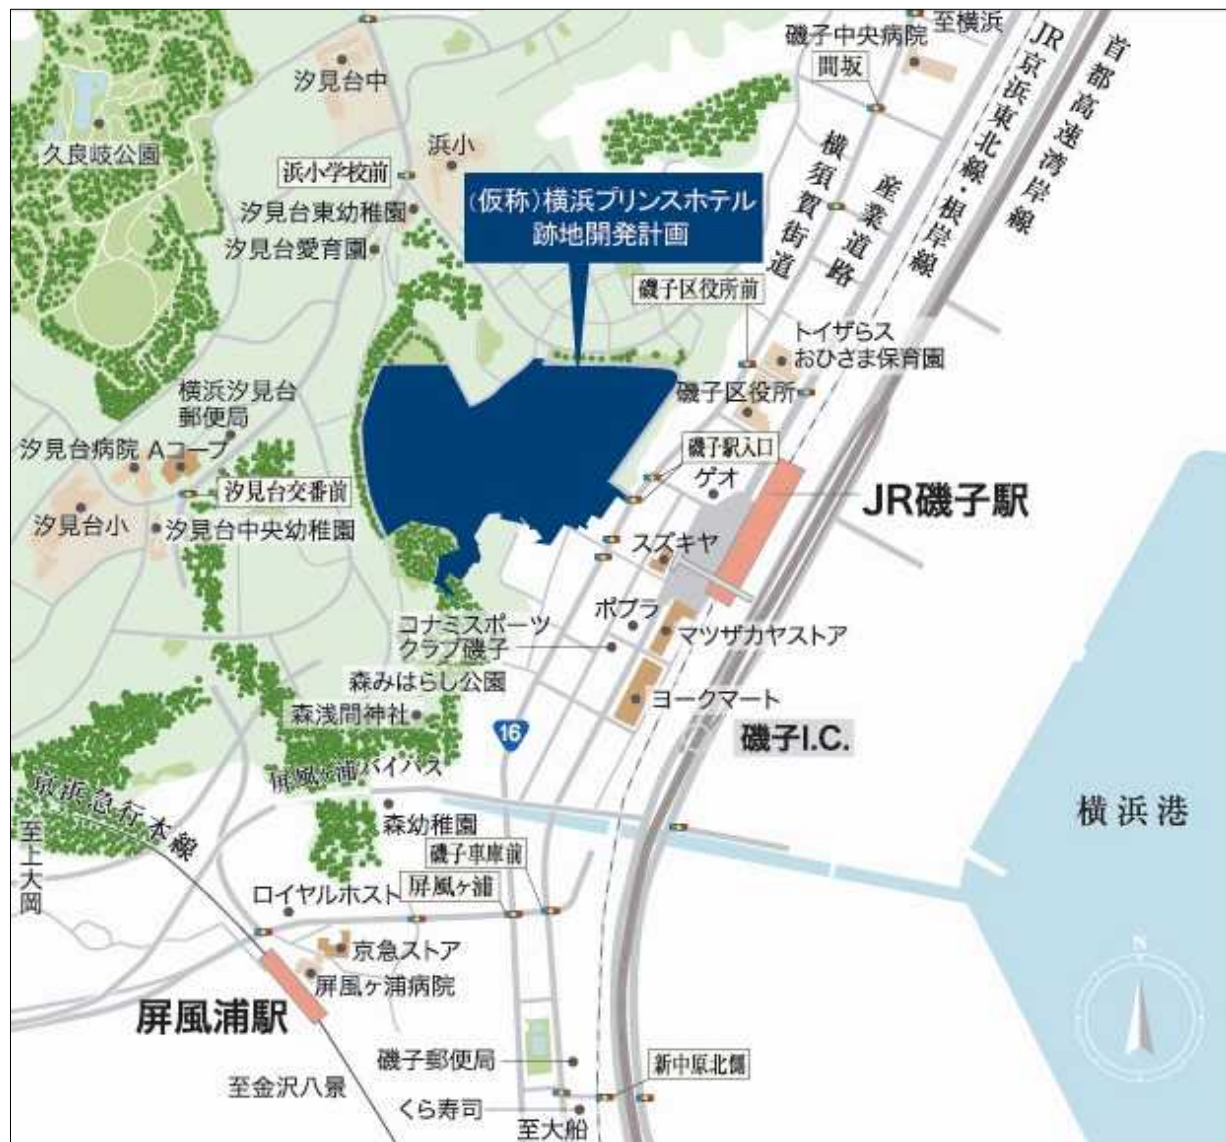 至横浜
磯子中央病院
間坂
JR京浜東北線・根岸線
首都高速湾岸線
汐見台中
久良岐公園
浜小
浜小学校前
横須賀街道
産業道路
(仮称)横浜プリンスホテル
跡地開発計画
汐見台東幼稚園
汐見台愛育園
磯子区役所前
トイザらス
おひさま保育園
磯子区役所
横浜汐見台
郵便局
汐見台病院
Aコープ
磯子駅入口
ゲオ
汐見台交番前
JR磯子駅
汐見台小
汐見台中央幼稚園
スズキヤ
ポプラ
コナミスポーツ
クラブ磯子
マツザカヤストア
森みはらし公園
ヨークマート
森浅間神社
16
磯子I.C.
屏風ヶ浦バイパス
京浜急行本線
横浜港
至上大岡
森幼稚園
磯子車庫前
ロイヤルホスト
屏風ヶ浦
京急ストア
屏風ヶ浦病院
N
屏風浦駅
磯子郵便局
新中原北側
至金沢八景
くら寿司
至大船